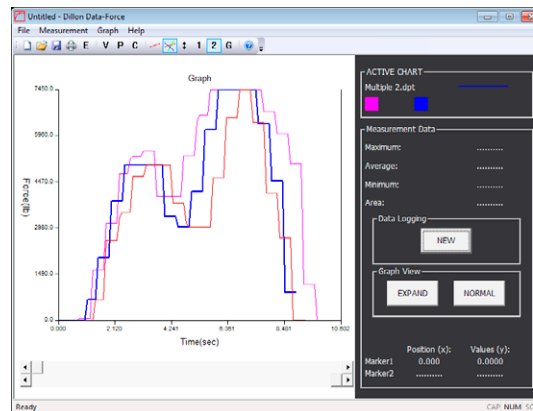 Untitled - Dillon Data-Force
File Measurement Graph Help
E V P C 1 2 G
Graph
7450.0
5960.0
4470.0
2980.0
1490.0
0.0
Force(lb)
0.000 2.120 4.241 6.361 8.481 10.602
Time(sec)
ACTIVE CHART
Multiple 2.dpt
Measurement Data
Maximum: ..........
Average: ..........
Minimum: ..........
Area: ..........
Data Logging
NEW
Graph View
EXPAND NORMAL
Position (x): Values (y):
Marker1 0.000 0.0000
Marker2 .......... ..........
Ready CAP NUM SC